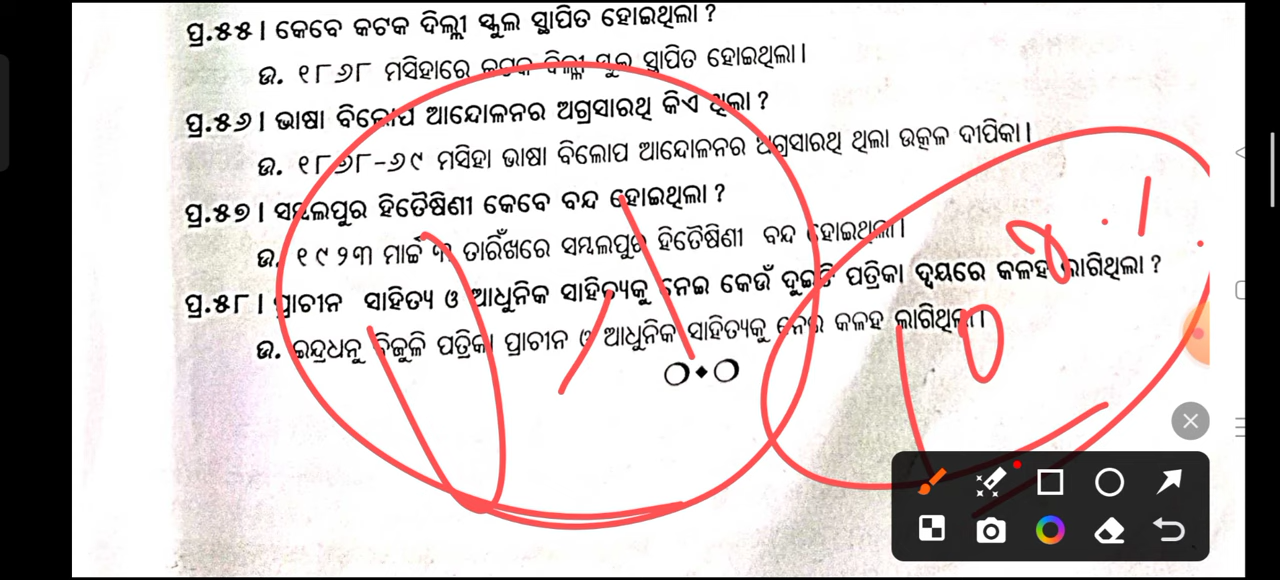 ପ୍ର.୫୫। କେବେ କଟକ ଦିଲ୍ଲୀ ସ୍କୁଲ ସ୍ଥାପିତ ହୋଇଥିଲା ?
ଉ. ୧୮୬୮ ମସିହାରେ କଟକ ଦିଲ୍ଲୀ ସ୍କୁଲ ସ୍ଥାପିତ ହୋଇଥିଲା।
ପ୍ର.୫୬। ଭାଷା ବିଲୋପ ଆନ୍ଦୋଳନର ଅଗ୍ରସାରଥି କିଏ ଥିଲା ?
ଉ. ୧୮୬୮-୬୯ ମସିହା ଭାଷା ବିଲୋପ ଆନ୍ଦୋଳନର ଅଗ୍ରସାରଥି ଥିଲା ଉତ୍କଳ ଦୀପିକା।
ପ୍ର.୫୭। ସମ୍ବଲପୁର ହିତୈଷିଣୀ କେବେ ବନ୍ଦ ହୋଇଥିଲା ?
ଉ. ୧୯୨୩ ମାର୍ଚ୍ଚ ତାରିଖରେ ସମ୍ବଲପୁର ହିତୈଷିଣୀ ବନ୍ଦ ହୋଇଥିଲା।
ପ୍ର.୫୮। ପ୍ରାଚୀନ ସାହିତ୍ୟ ଓ ଆଧୁନିକ ସାହିତ୍ୟକୁ ନେଇ କେଉଁ ଦୁଇଟି ପତ୍ରିକା ଦ୍ୱୟରେ କଳହ ଲାଗିଥିଲା ?
ଉ. ଇନ୍ଦ୍ରଧନୁ ବିଜୁଳି ପତ୍ରିକା ପ୍ରାଚୀନ ଓ ଆଧୁନିକ ସାହିତ୍ୟକୁ ନେଇ କଳହ ଲାଗିଥିଲା।